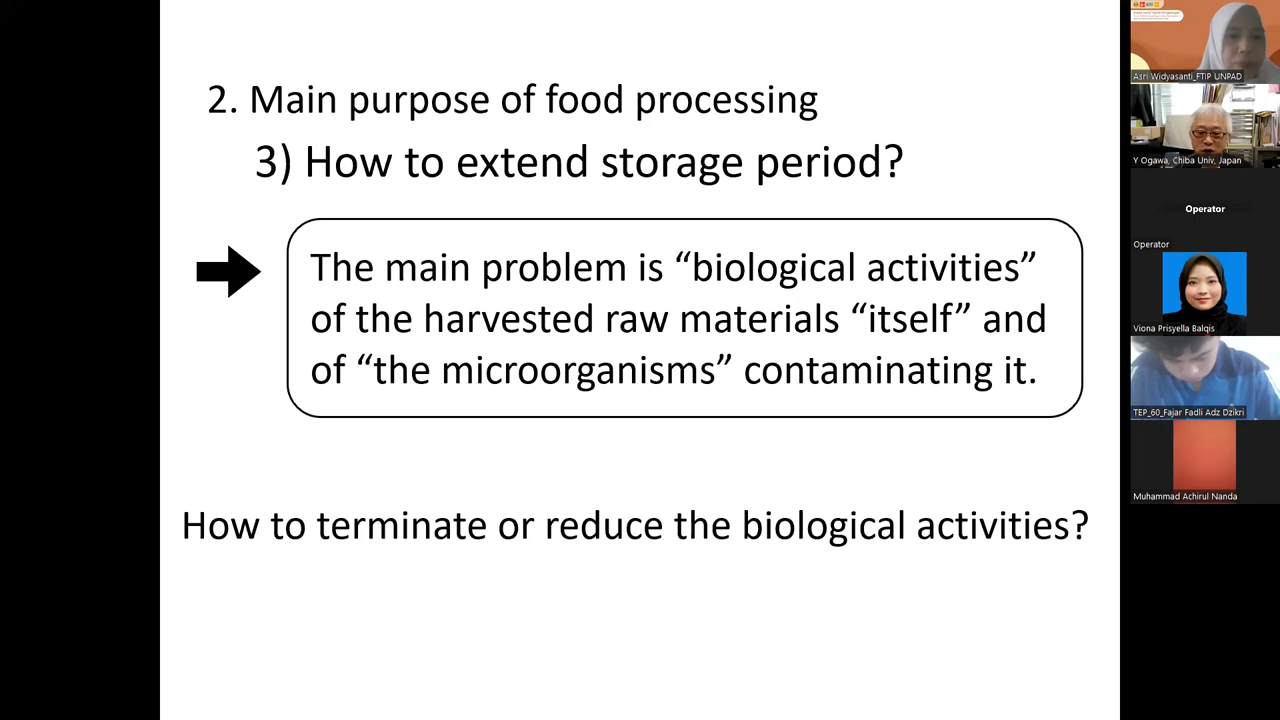 2. Main purpose of food processing
3) How to extend storage period?
The main problem is “biological activities”
of the harvested raw materials “itself” and
of “the microorganisms” contaminating it.
How to terminate or reduce the biological activities?
Asri Widyasanti_FTIP UNPAD
Y Ogawa, Chiba Univ, Japan
Operator
Operator
Viona Prisyella Balqis
TEP_60_Fajar Fadli Adz Dzikri
Muhammad Achirul Nanda